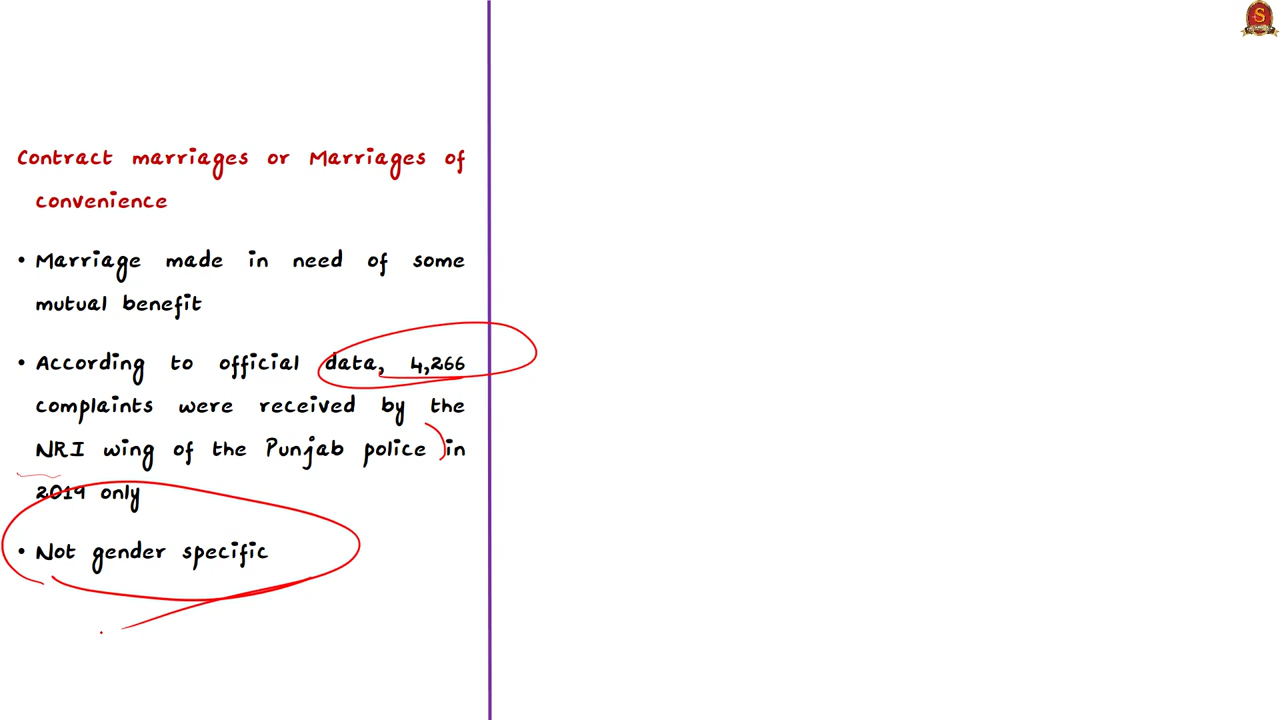 Contract marriages or Marriages of
convenience
• Marriage made in need of some
mutual benefit
• According to official data, 4,266
complaints were received by the
NRI wing of the Punjab police in
2019 only
• Not gender specific